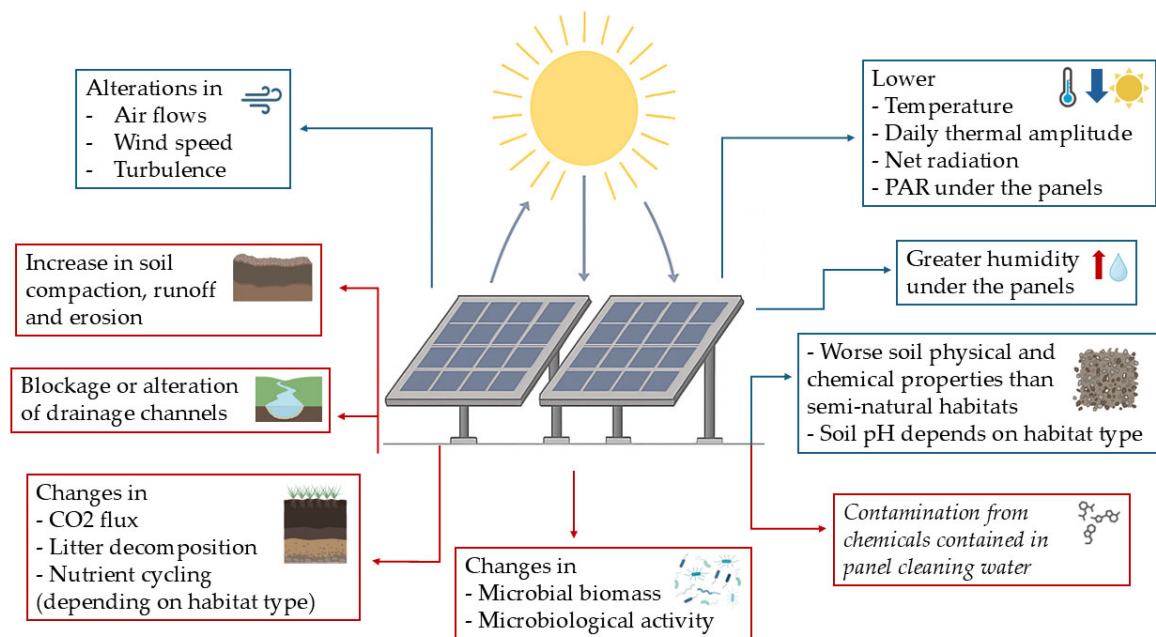 Alterations in
- Air flows
- Wind speed
- Turbulence
Lower
- Temperature
- Daily thermal amplitude
- Net radiation
- PAR under the panels
Increase in soil
compaction, runoff
and erosion
Greater humidity
under the panels
Blockage or alteration
of drainage channels
- Worse soil physical and
chemical properties than
semi-natural habitats
- Soil pH depends on habitat type
Changes in
- CO2 flux
- Litter decomposition
- Nutrient cycling
(depending on habitat type)
Changes in
- Microbial biomass
- Microbiological activity
Contamination from
chemicals contained in
panel cleaning water